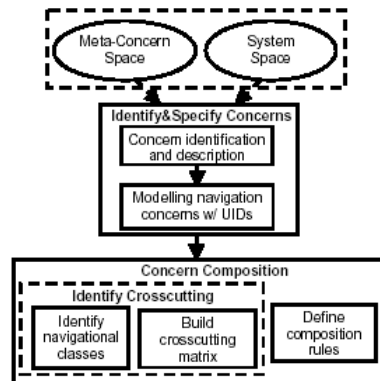 Meta-Concern
Space
System
Space
Identify&Specify Concerns
Concern identification
and description
Modelling navigation
concerns w/ UIDs
Concern Composition
Identify Crosscutting
Identify
navigational
classes
Build
crosscutting
matrix
Define
composition
rules